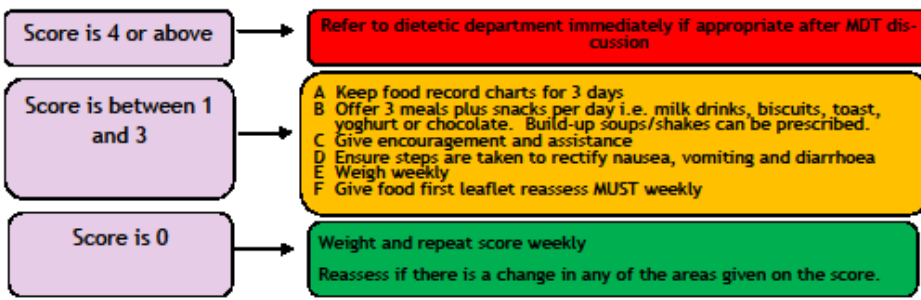 Score is 4 or above
Refer to dietetic department immediately if appropriate after MDT dis-
cussion
Score is between 1
and 3
A Keep food record charts for 3 days
B Offer 3 meals plus snacks per day i.e. milk drinks, biscuits, toast,
yoghurt or chocolate. Build-up soups/shakes can be prescribed.
C Give encouragement and assistance
D Ensure steps are taken to rectify nausea, vomiting and diarrhoea
E Weigh weekly
F Give food first leaflet reassess MUST weekly
Score is 0
Weight and repeat score weekly
Reassess if there is a change in any of the areas given on the score.